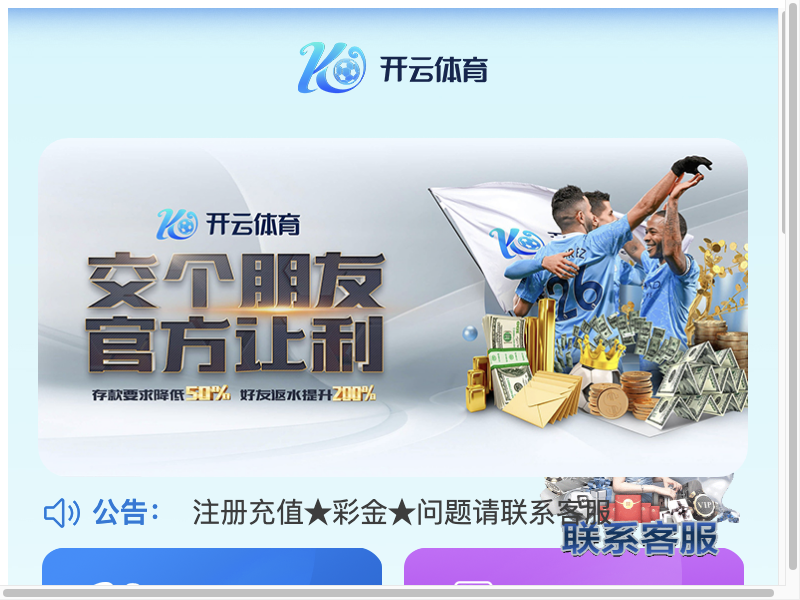 开云体育
开云体育
交个朋友
官方让利
存款要求降低50% 好友返水提升200%
26
公告： 注册充值★彩金★问题请联系客服
VIP
联系客服